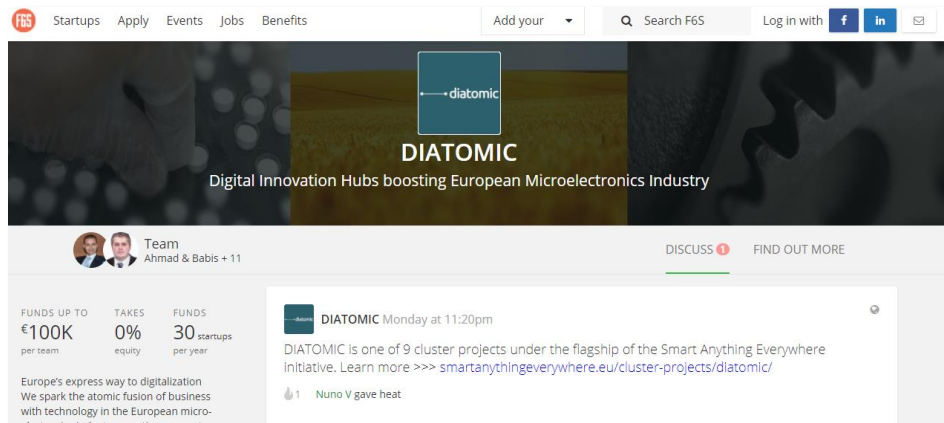 F6S Startups Apply Events Jobs Benefits Add your Search F6S Log in with f in
diatomic
DIATOMIC
Digital Innovation Hubs boosting European Microelectronics Industry
Team
Ahmad & Babis + 11
DISCUSS 1 FIND OUT MORE
FUNDS UP TO TAKES FUNDS
€100K 0% 30 startups
per team equity per year
Europe's express way to digitalization
We spark the atomic fusion of business
with technology in the European micro-
diatomic DIATOMIC Monday at 11:20pm
DIATOMIC is one of 9 cluster projects under the flagship of the Smart Anything Everywhere
initiative. Learn more >>> smartanythingeverywhere.eu/cluster-projects/diatomic/
1 Nuno V gave heat